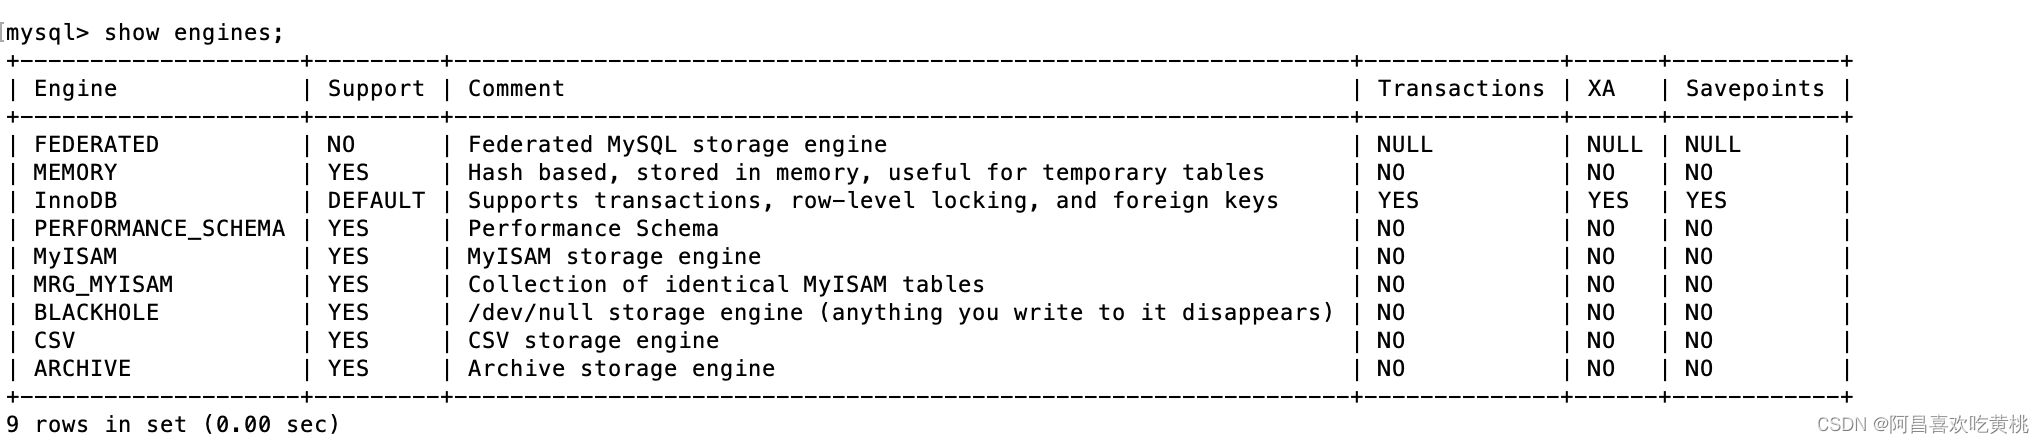 mysql> show engines;
+--------------------+---------+----------------------------------------------------------------+--------------+------+------------+
| Engine             | Support | Comment                                                        | Transactions | XA   | Savepoints |
+--------------------+---------+----------------------------------------------------------------+--------------+------+------------+
| FEDERATED          | NO      | Federated MySQL storage engine                                 | NULL         | NULL | NULL       |
| MEMORY             | YES     | Hash based, stored in memory, useful for temporary tables      | NO           | NO   | NO         |
| InnoDB             | DEFAULT | Supports transactions, row-level locking, and foreign keys     | YES          | YES  | YES        |
| PERFORMANCE_SCHEMA | YES     | Performance Schema                                             | NO           | NO   | NO         |
| MyISAM             | YES     | MyISAM storage engine                                          | NO           | NO   | NO         |
| MRG_MYISAM         | YES     | Collection of identical MyISAM tables                          | NO           | NO   | NO         |
| BLACKHOLE          | YES     | /dev/null storage engine (anything you write to it disappears) | NO           | NO   | NO         |
| CSV                | YES     | CSV storage engine                                             | NO           | NO   | NO         |
| ARCHIVE            | YES     | Archive storage engine                                         | NO           | NO   | NO         |
+--------------------+---------+----------------------------------------------------------------+--------------+------+------------+
9 rows in set (0.00 sec)
CSDN @阿昌喜欢吃黄桃